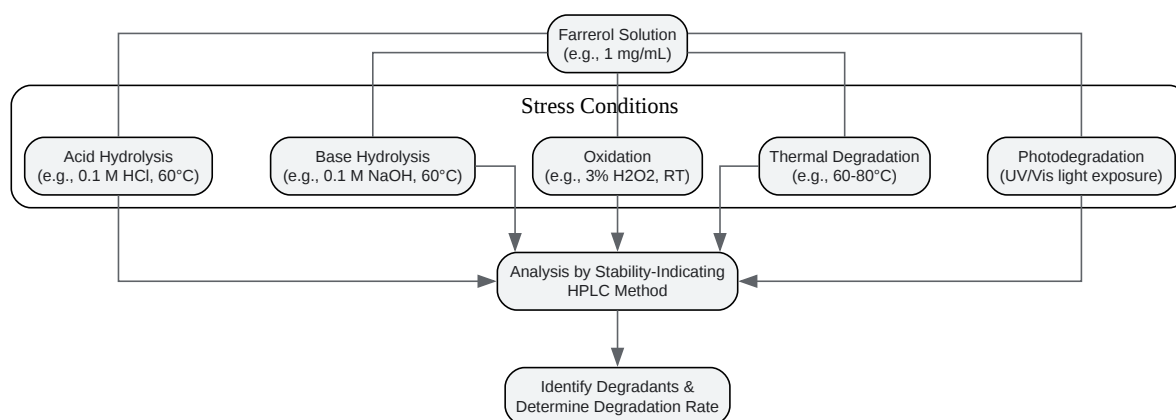 Farrerol Solution
(e.g., 1 mg/mL)
Stress Conditions
Acid Hydrolysis
(e.g., 0.1 M HCl, 60°C)
Base Hydrolysis
(e.g., 0.1 M NaOH, 60°C)
Oxidation
(e.g., 3% H2O2, RT)
Thermal Degradation
(e.g., 60-80°C)
Photodegradation
(UV/Vis light exposure)
Analysis by Stability-Indicating
HPLC Method
Identify Degradants &
Determine Degradation Rate